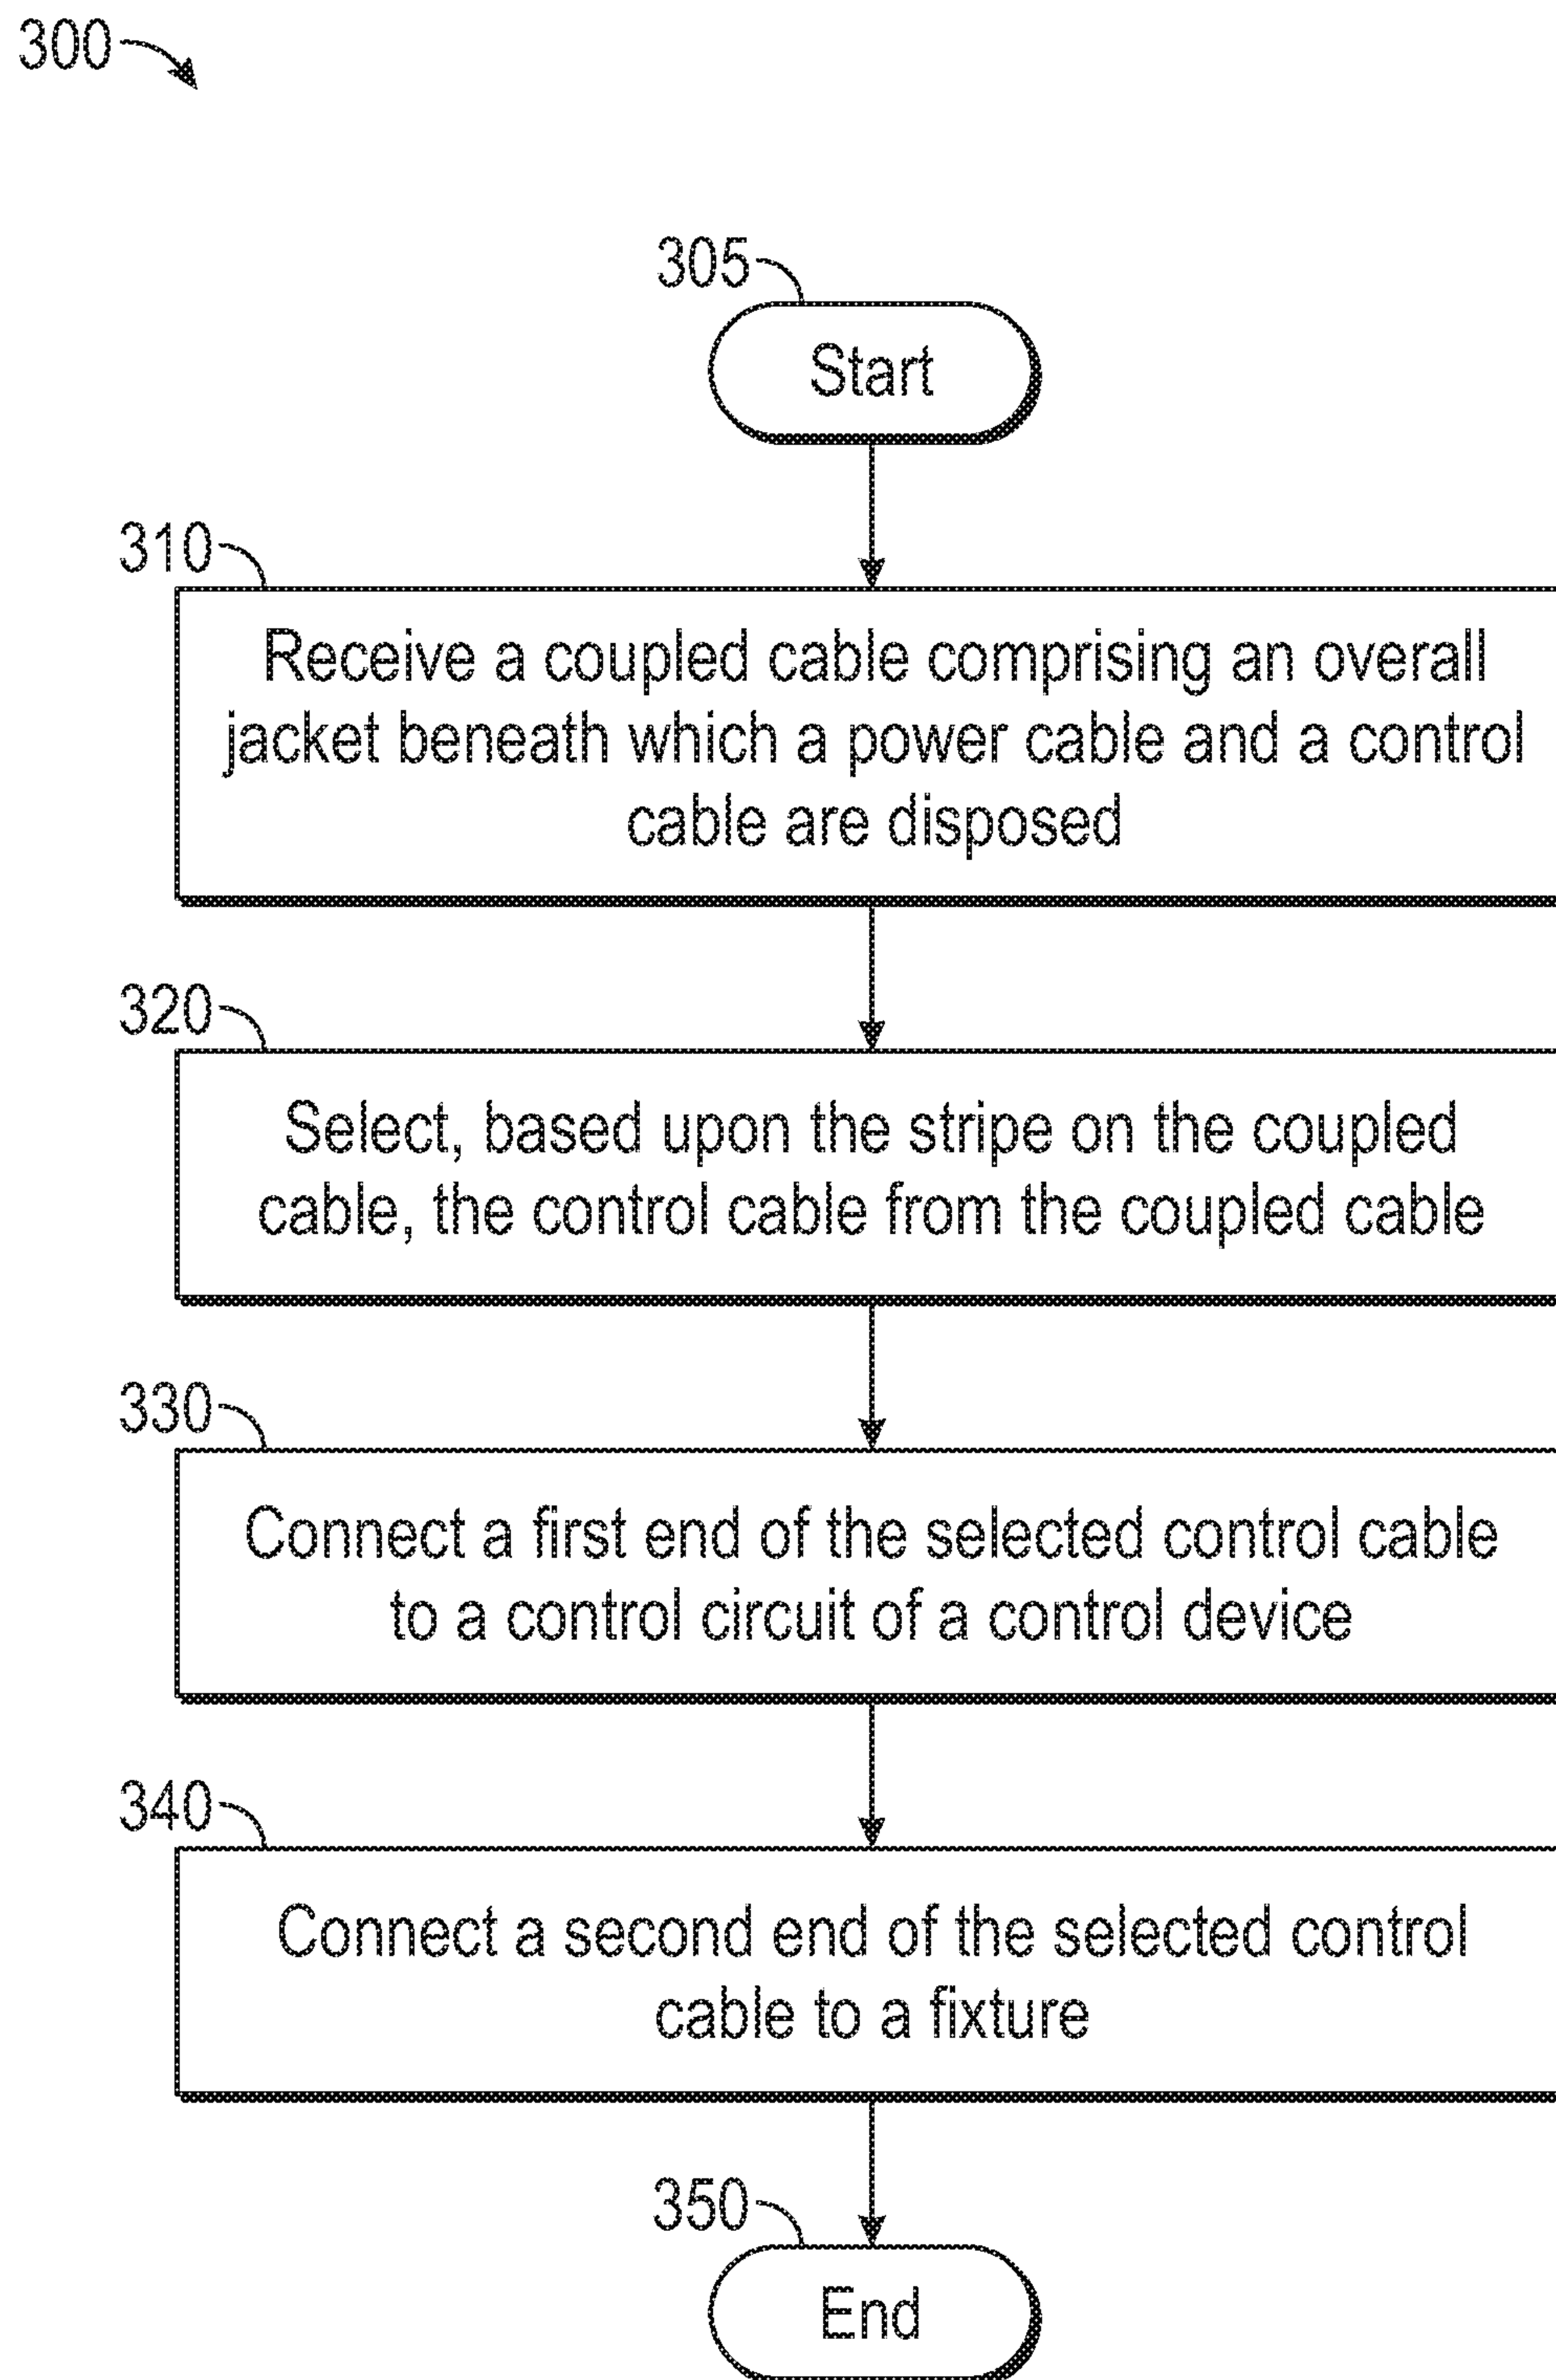 300
305
Start
310
Receive a coupled cable comprising an overall
jacket beneath which a power cable and a control
cable are disposed
320
Select, based upon the stripe on the coupled
cable, the control cable from the coupled cable
330
Connect a first end of the selected control cable
to a control circuit of a control device
340
Connect a second end of the selected control
cable to a fixture
350
End